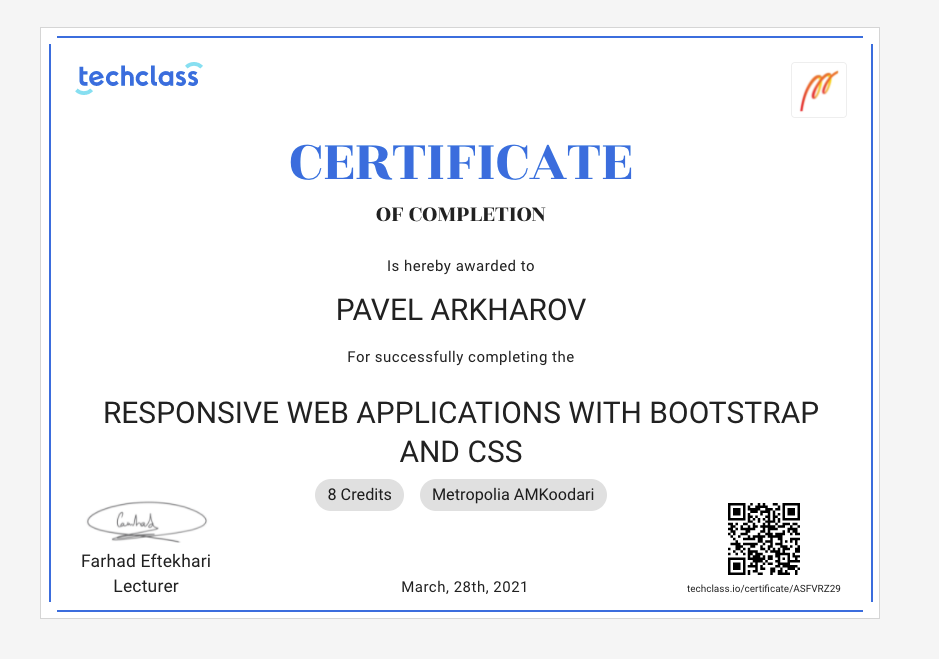 techclass
CERTIFICATE
OF COMPLETION
Is hereby awarded to
PAVEL ARKHAROV
For successfully completing the
RESPONSIVE WEB APPLICATIONS WITH BOOTSTRAP
AND CSS
8 Credits
Metropolia AMKoodari
Farhad Eftekhari
Lecturer
March, 28th, 2021
techclass.io/certificate/ASFVRZ29